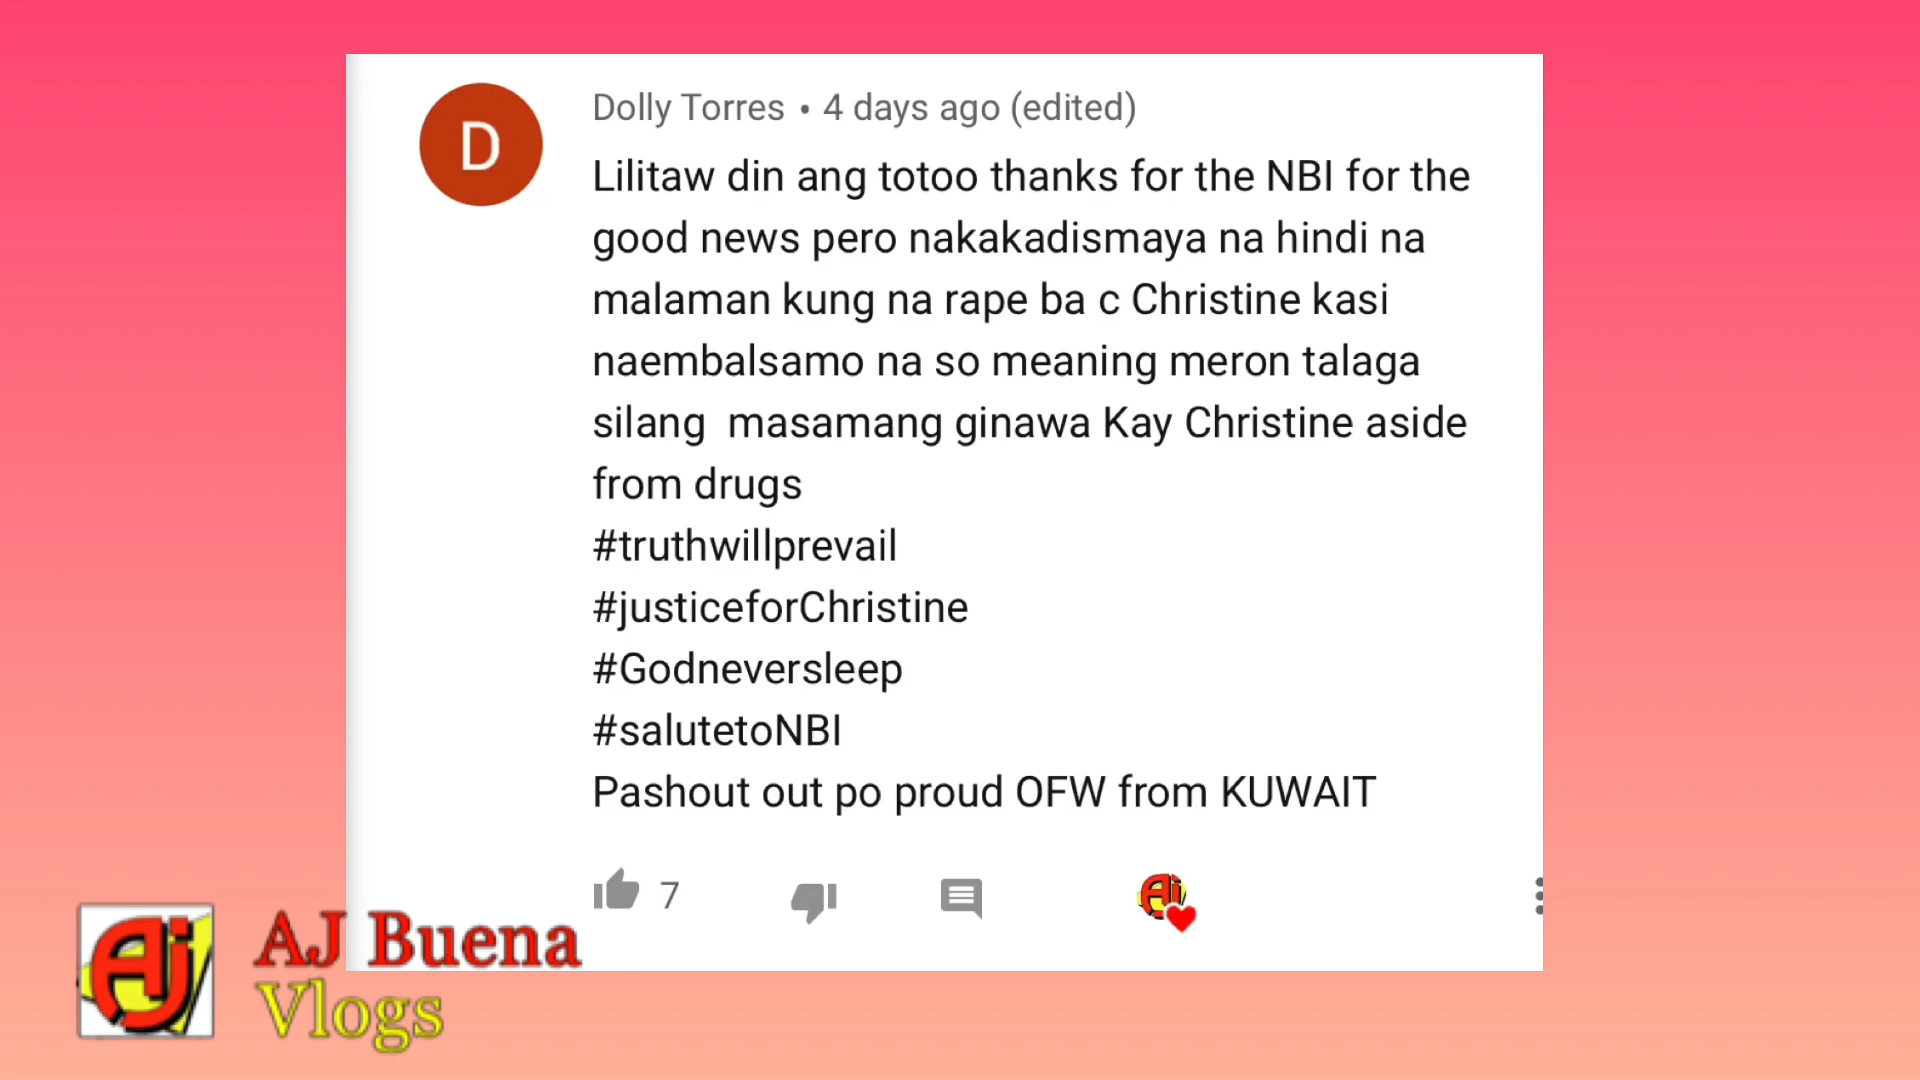 D
Dolly Torres • 4 days ago (edited)
Lilitaw din ang totoo thanks for the NBI for the
good news pero nakakadismaya na hindi na
malaman kung na rape ba c Christine kasi
naembalsamo na so meaning meron talaga
silang  masamang ginawa Kay Christine aside
from drugs
#truthwillprevail
#justiceforChristine
#Godneversleep
#salutetoNBI
Pashout out po proud OFW from KUWAIT
7
Aj
Aj
AJ Buena
Vlogs